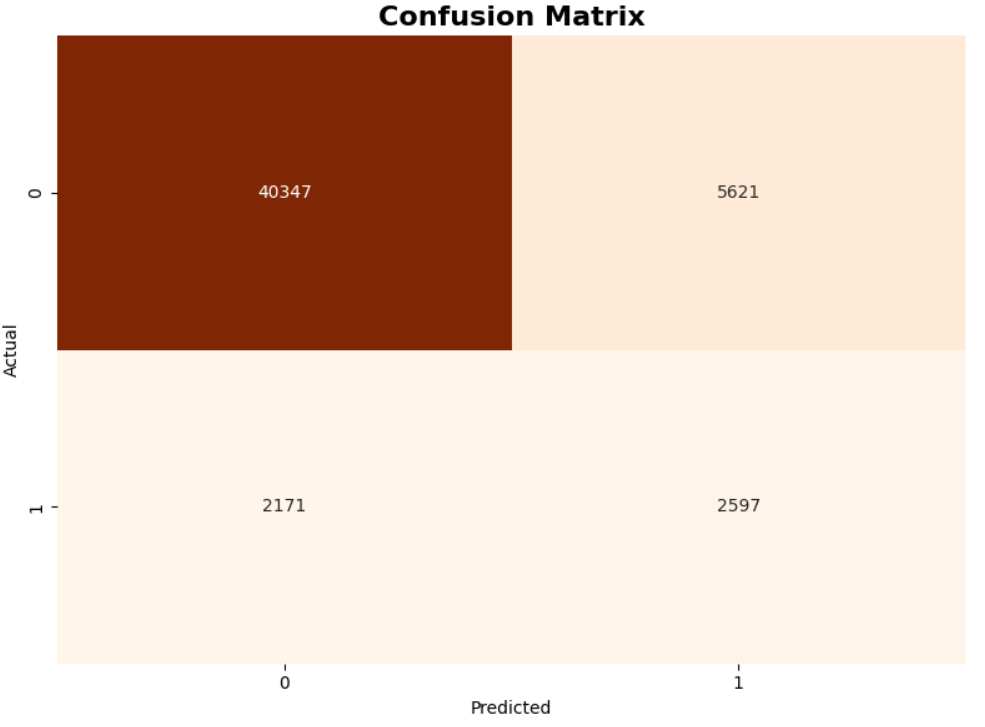 Confusion Matrix
Actual
0
40347
5621
1
2171
2597
0
1
Predicted